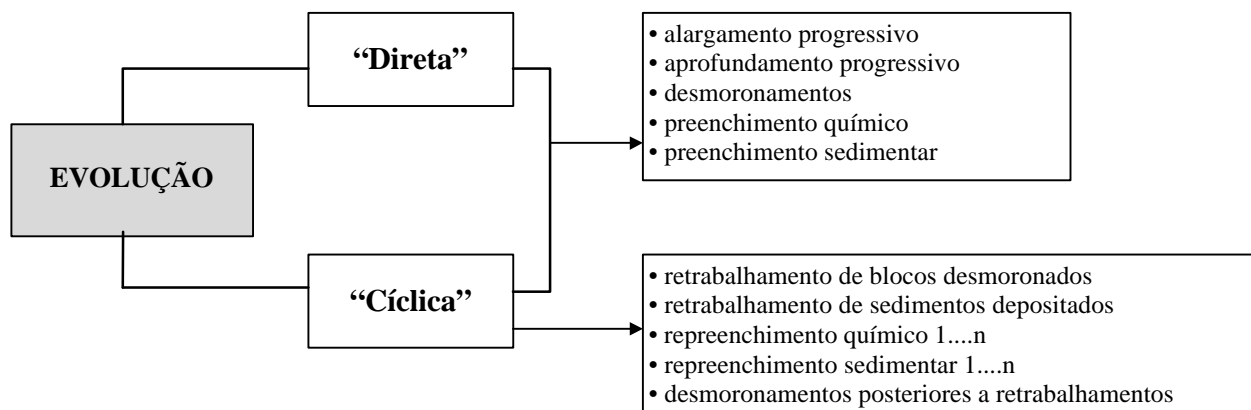 EVOLUÇÃO
“Direta”
• alargamento progressivo
• aprofundamento progressivo
• desmoronamentos
• preenchimento químico
• preenchimento sedimentar
“Cíclica”
• retrabalhamento de blocos desmoronados
• retrabalhamento de sedimentos depositados
• repreenchimento químico 1....n
• repreenchimento sedimentar 1....n
• desmoronamentos posteriores a retrabalhamentos